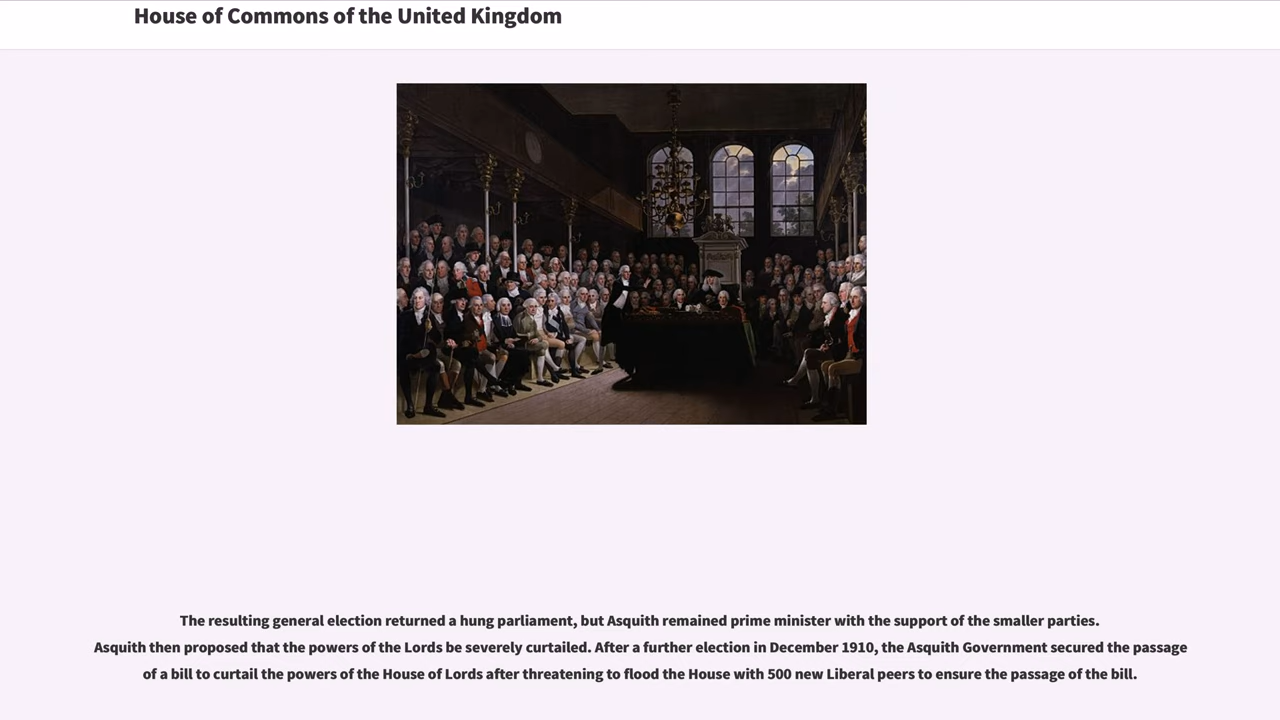 House of Commons of the United Kingdom
The resulting general election returned a hung parliament, but Asquith remained prime minister with the support of the smaller parties.
Asquith then proposed that the powers of the Lords be severely curtailed. After a further election in December 1910, the Asquith Government secured the passage
of a bill to curtail the powers of the House of Lords after threatening to flood the House with 500 new Liberal peers to ensure the passage of the bill.